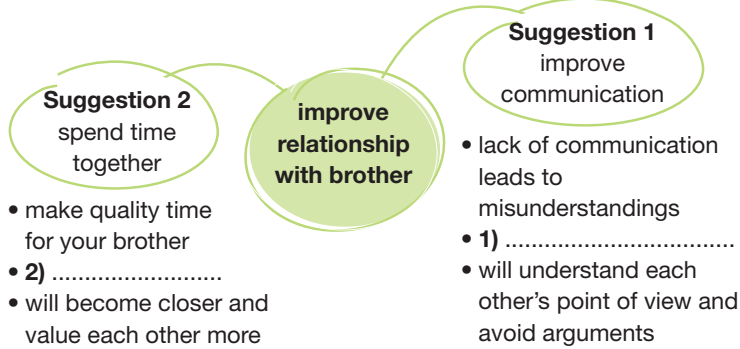 Suggestion 1
improve
communication
• lack of communication
leads to
misunderstandings
• 1) ...................................
• will understand each
other's point of view and
avoid arguments
improve
relationship
with brother
Suggestion 2
spend time
together
• make quality time
for your brother
• 2) ..........................
• will become closer and
value each other more